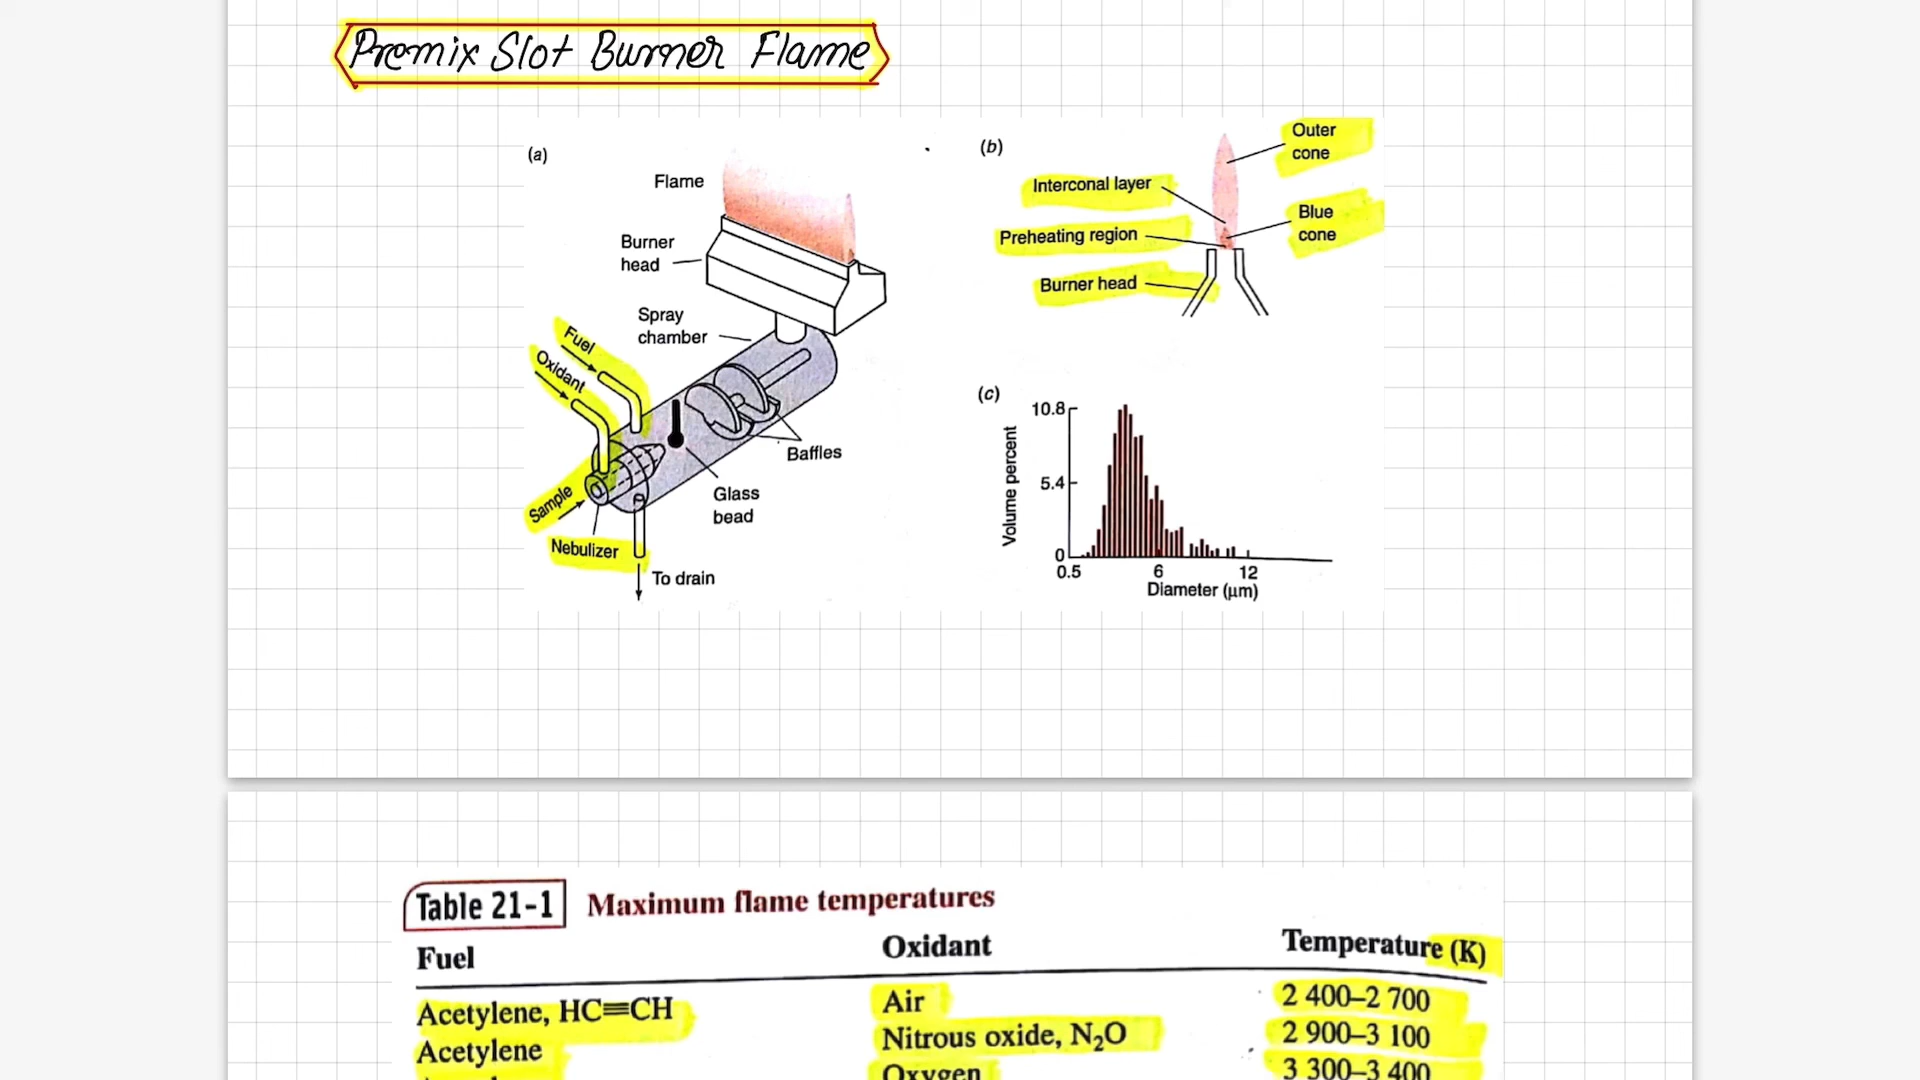 Premix Slot Burner Flame
(a)
Flame
Burner
head
Spray
chamber
Fuel
Oxidant
Sample
Nebulizer
To drain
Glass
bead
Baffles
(b)
Outer
cone
Interconal layer
Blue
cone
Preheating region
Burner head
(c)
Volume percent
10.8
5.4
0
0.5 6 12
Diameter (μm)
Table 21-1 Maximum flame temperatures
Fuel Oxidant Temperature (K)
Acetylene, HC≡CH Air 2 400–2 700
Acetylene Nitrous oxide, N₂O 2 900–3 100
Oxygen 3 300–3 400